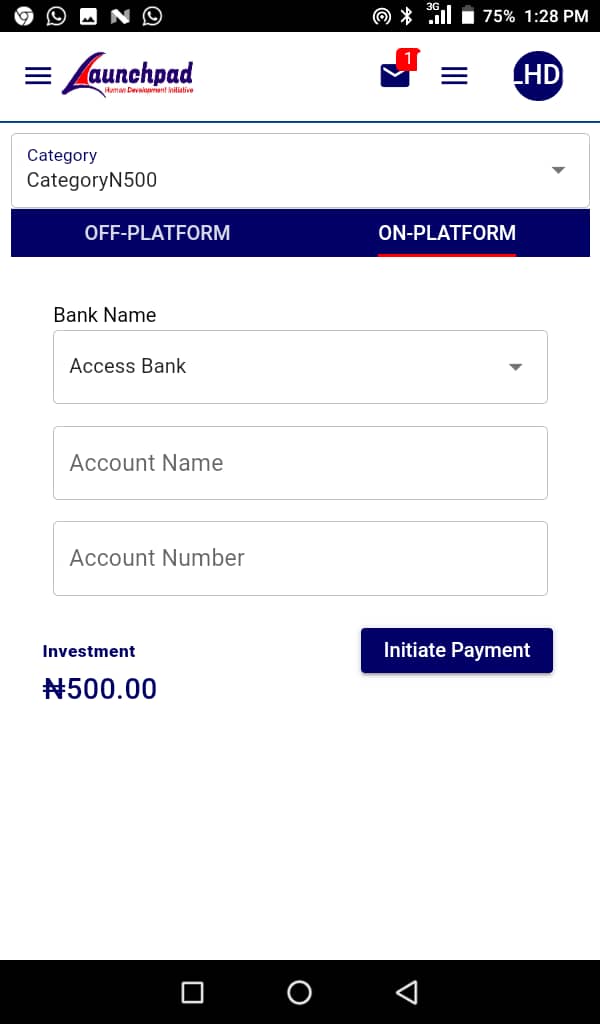 3G 75% 1:28 PM
Launchpad
Human Development Initiative
1
LHD
Category
CategoryN500
OFF-PLATFORM ON-PLATFORM
Bank Name
Access Bank
Account Name
Account Number
Investment
Initiate Payment
₦500.00